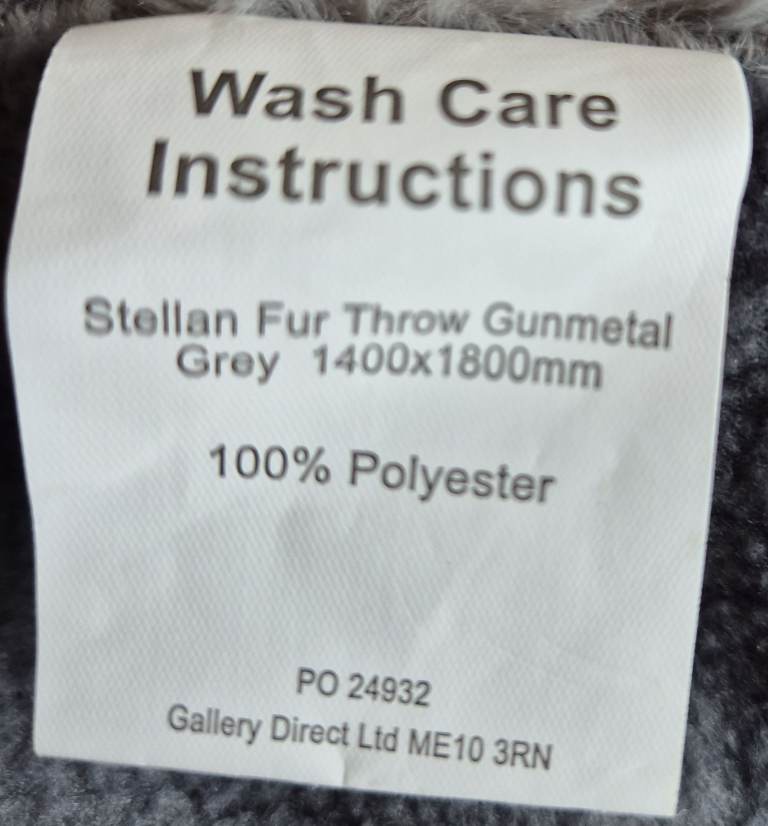 Wash Care
Instructions
Stellan Fur Throw Gunmetal
Grey 1400x1800mm
100% Polyester
PO 24932
Gallery Direct Ltd ME10 3RN